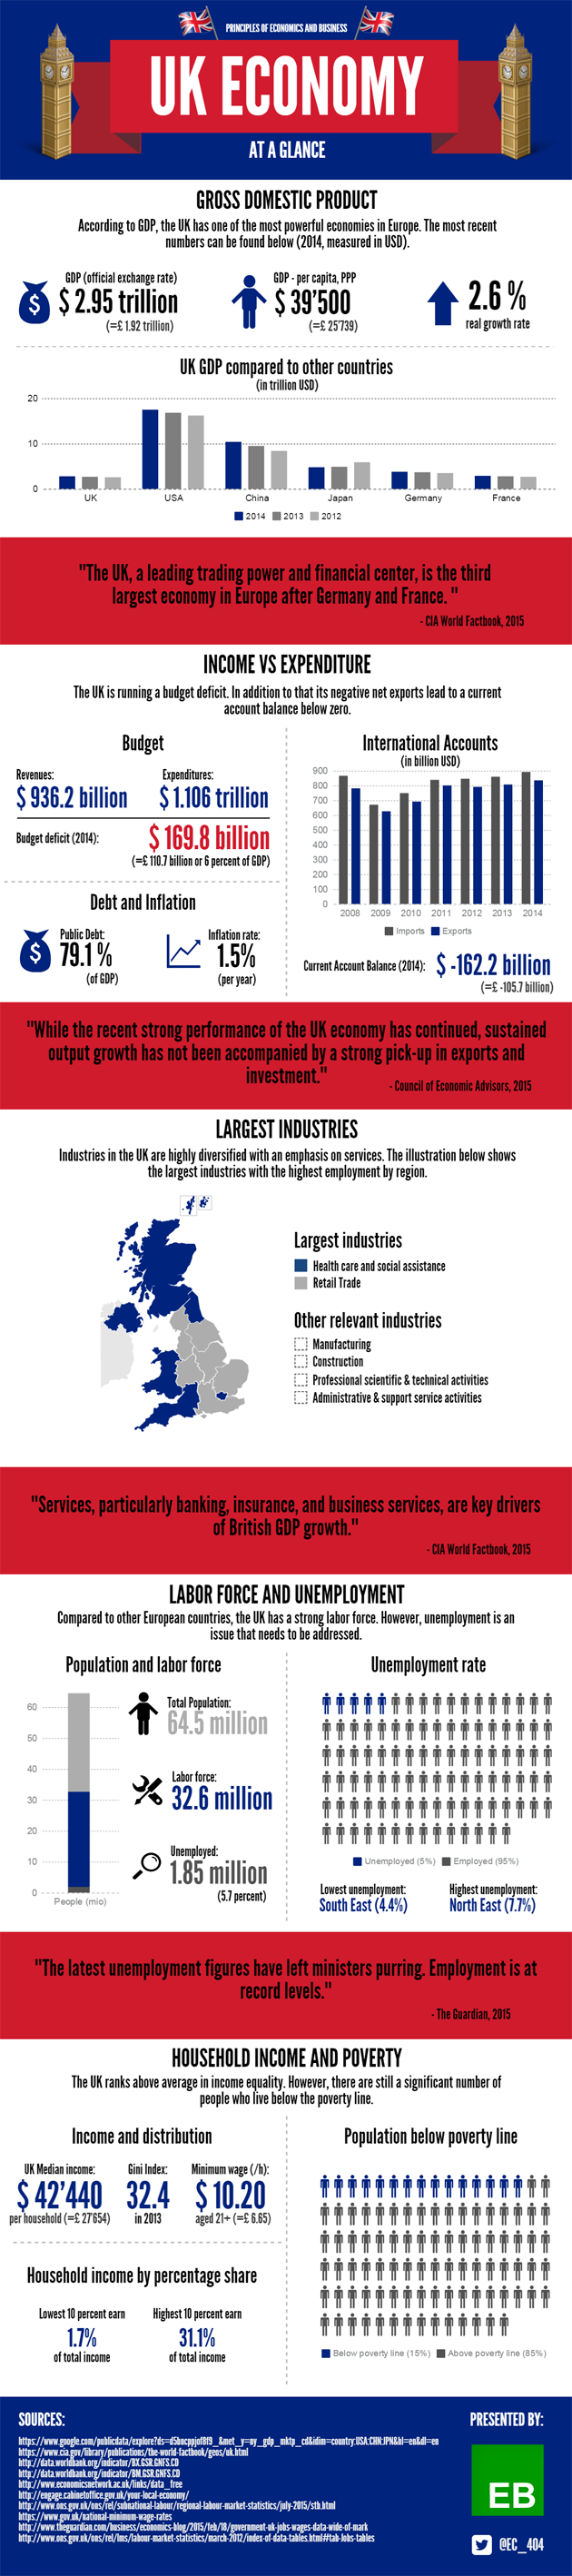 PRINCIPLES OF ECONOMICS AND BUSINESS
UK ECONOMY
AT A GLANCE
GROSS DOMESTIC PRODUCT
According to GDP, the UK has one of the most powerful economies in Europe. The most recent
numbers can be found below (2014, measured in USD).
GDP (official exchange rate)
$ 2.95 trillion
(=£ 1.92 trillion)
GDP - per capita, PPP
$ 39'500
(=£ 25'739)
2.6 %
real growth rate
UK GDP compared to other countries
(in trillion USD)
20
10
0
UK USA China Japan Germany France
2014 2013 2012
"The UK, a leading trading power and financial center, is the third
largest economy in Europe after Germany and France. "
- CIA World Factbook, 2015
INCOME VS EXPENDITURE
The UK is running a budget deficit. In addition to that its negative net exports lead to a current
account balance below zero.
Budget
Revenues:
$ 936.2 billion
Expenditures:
$ 1.106 trillion
Budget deficit (2014):
$ 169.8 billion
(=£ 110.7 billion or 6 percent of GDP)
Debt and Inflation
Public Debt:
79.1 %
(of GDP)
Inflation rate:
1.5%
(per year)
International Accounts
(in billion USD)
900
800
700
600
500
400
300
200
100
0
2008 2009 2010 2011 2012 2013 2014
Imports Exports
Current Account Balance (2014):
$ -162.2 billion
(=£ -105.7 billion)
"While the recent strong performance of the UK economy has continued, sustained
output growth has not been accompanied by a strong pick-up in exports and
investment."
- Council of Economic Advisors, 2015
LARGEST INDUSTRIES
Industries in the UK are highly diversified with an emphasis on services. The illustration below shows
the largest industries with the highest employment by region.
Largest industries
Health care and social assistance
Retail Trade
Other relevant industries
Manufacturing
Construction
Professional scientific & technical activities
Administrative & support service activities
"Services, particularly banking, insurance, and business services, are key drivers
of British GDP growth."
- CIA World Factbook, 2015
LABOR FORCE AND UNEMPLOYMENT
Compared to other European countries, the UK has a strong labor force. However, unemployment is an
issue that needs to be addressed.
Population and labor force
60
50
40
30
20
10
0
People (mio)
Total Population:
64.5 million
Labor force:
32.6 million
Unemployed:
1.85 million
(5.7 percent)
Unemployment rate
Unemployed (5%) Employed (95%)
Lowest unemployment:
South East (4.4%)
Highest unemployment:
North East (7.7%)
"The latest unemployment figures have left ministers purring. Employment is at
record levels."
- The Guardian, 2015
HOUSEHOLD INCOME AND POVERTY
The UK ranks above average in income equality. However, there are still a significant number of
people who live below the poverty line.
Income and distribution
UK Median income:
$ 42'440
per household (=£ 27'654)
Gini Index:
32.4
in 2013
Minimum wage (/h):
$ 10.20
aged 21+ (=£ 6.65)
Household income by percentage share
Lowest 10 percent earn
1.7%
of total income
Highest 10 percent earn
31.1%
of total income
Population below poverty line
Below poverty line (15%) Above poverty line (85%)
SOURCES:
https://www.google.com/publicdata/explore?ds=d5bncppjof8f9_&met_y=ny_gdp_mktp_cd&idim=country:USA:CHN:JPN&hl=en&dl=en
https://www.cia.gov/library/publications/the-world-factbook/geos/uk.html
http://data.worldbank.org/indicator/BX.GSR.GNFS.CD
http://data.worldbank.org/indicator/BM.GSR.GNFS.CD
http://www.economicsnetwork.ac.uk/links/data_free
http://engage.cabinetoffice.gov.uk/your-local-economy/
http://www.ons.gov.uk/ons/rel/subnational-labour/regional-labour-market-statistics/july-2015/stb.html
https://www.gov.uk/national-minimum-wage-rates
http://www.theguardian.com/business/economics-blog/2015/feb/18/government-uk-jobs-wages-data-wide-of-mark
http://www.ons.gov.uk/ons/rel/lms/labour-market-statistics/march-2012/index-of-data-tables.html#tab-Jobs-tables
PRESENTED BY:
EB
@EC_404